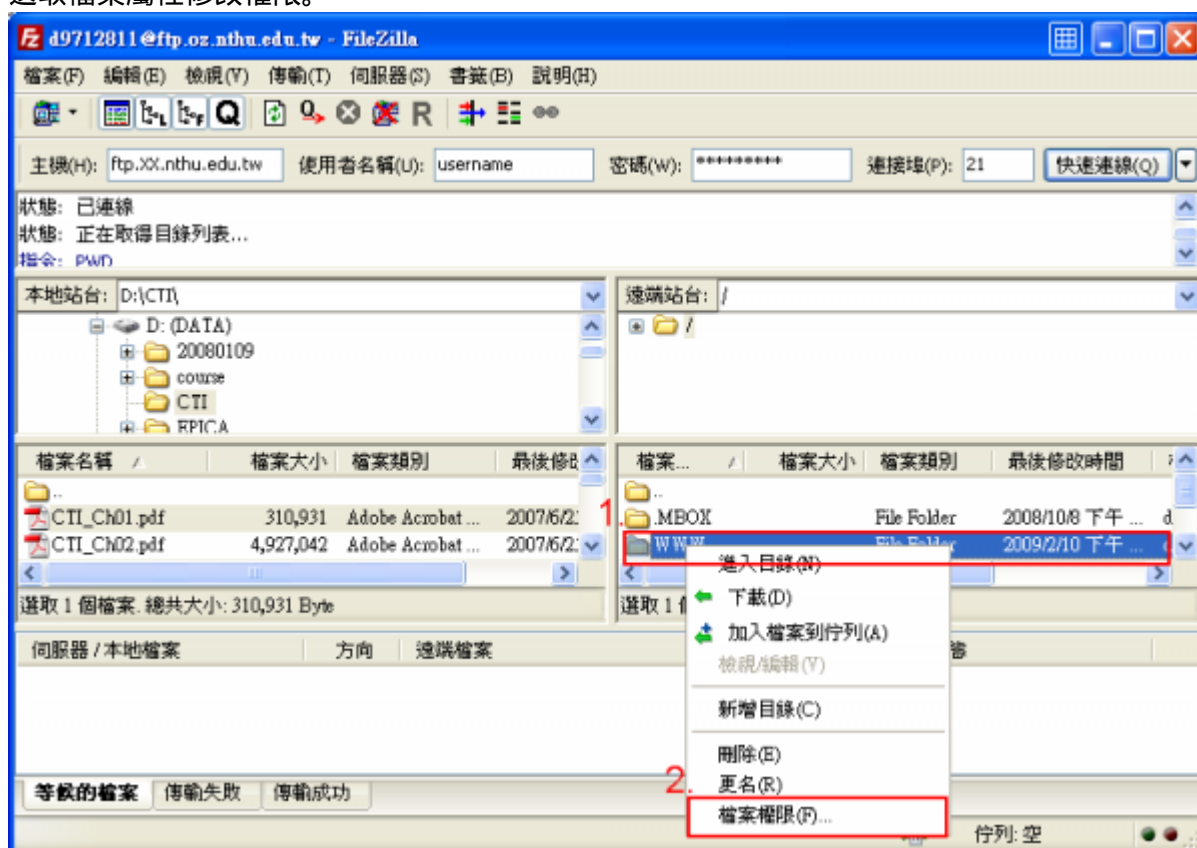 選取檔案屬性修改權限。
d9712811@ftp.oz.nthu.edu.tw - FileZilla
檔案(F) 編輯(E) 檢視(V) 傳輸(T) 伺服器(S) 書籤(B) 說明(H)
主機(H): ftp.XX.nthu.edu.tw 使用者名稱(U): username 密碼(W): ********* 連接埠(P): 21 快速連線(Q)
狀態: 已連線
狀態: 正在取得目錄列表...
指令: PWD
本地站台: D:\CTI\
D: (DATA)
20080109
course
CTI
EPICA
遠端站台: /
/
檔案名稱 / 檔案大小 檔案類別 最後修改
..
CTI_Ch01.pdf 310,931 Adobe Acrobat ... 2007/6/2
CTI_Ch02.pdf 4,927,042 Adobe Acrobat ... 2007/6/2
選取 1 個檔案. 總共大小: 310,931 Byte
檔案... / 檔案大小 檔案類別 最後修改時間
..
1. .MBOX File Folder 2008/10/8 下午 ... d
WWW File Folder 2009/2/10 下午 ...
選取 1
進入目錄(N)
下載(D)
加入檔案到佇列(A)
檢視/編輯(V)
新增目錄(C)
刪除(E)
更名(R)
2. 檔案權限(F)...
伺服器 / 本地檔案 方向 遠端檔案
等候的檔案 傳輸失敗 傳輸成功
佇列: 空